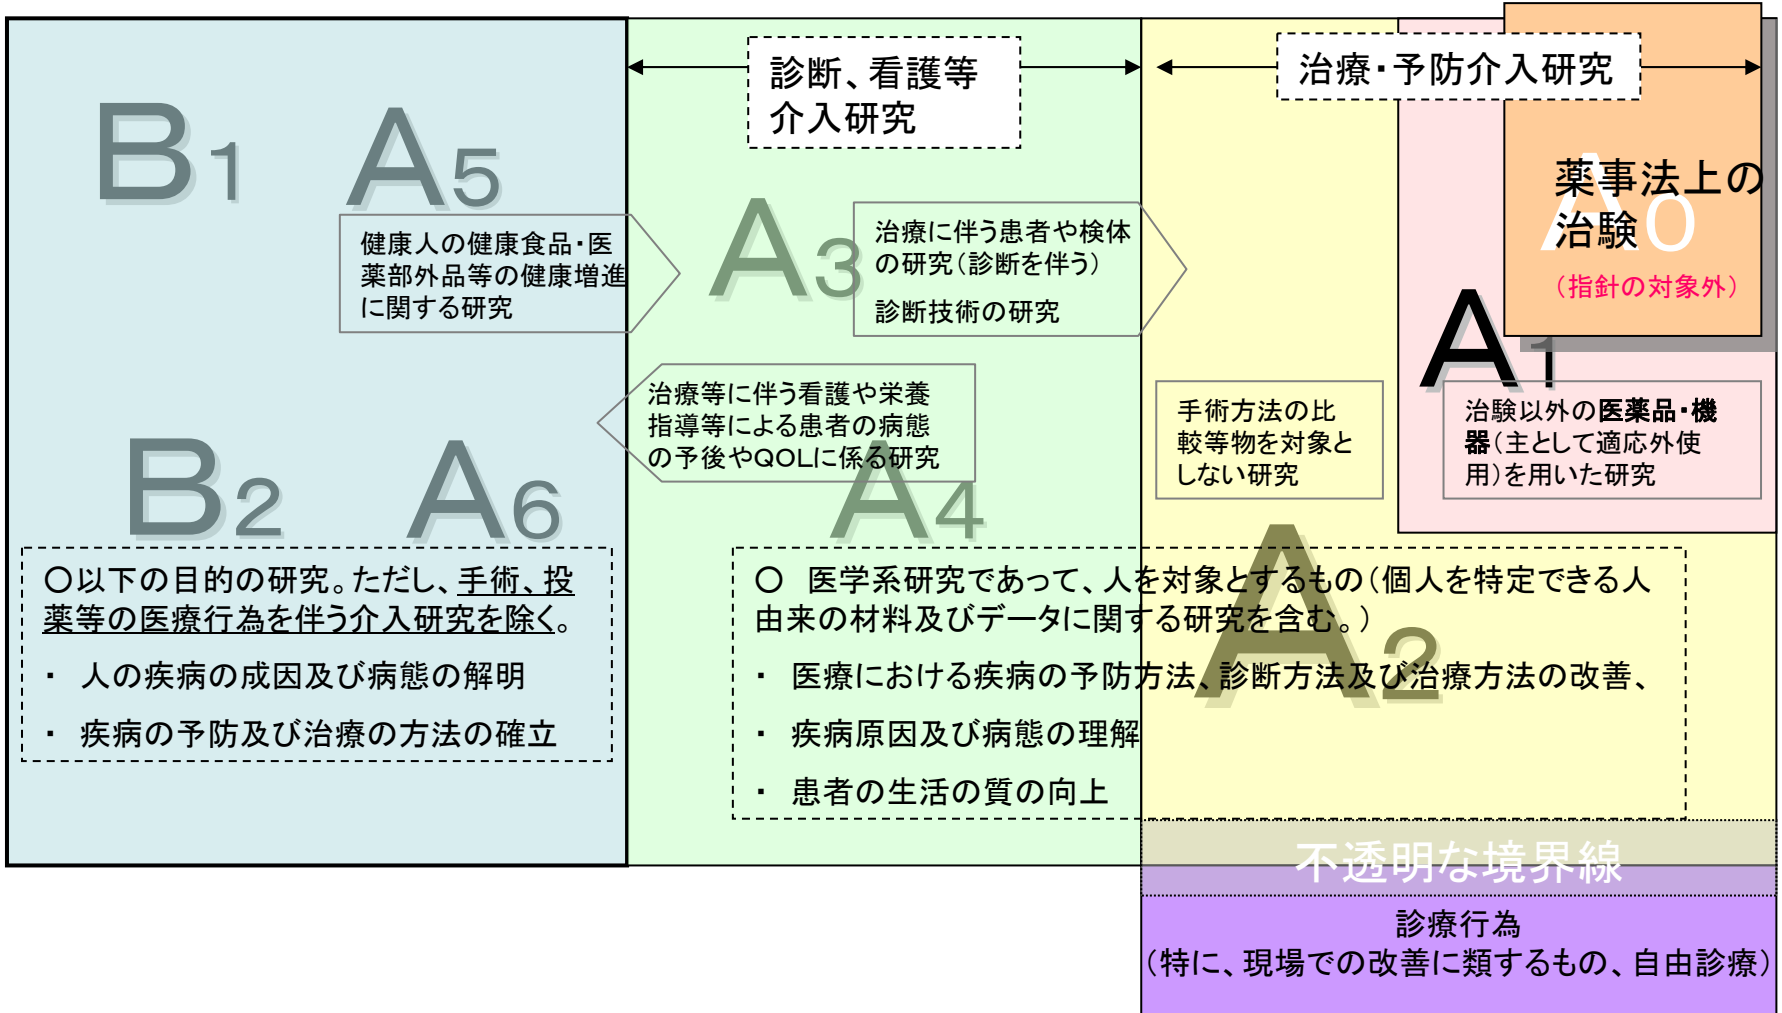 診断、看護等
介入研究
治療・予防介入研究
B1
A5
A3
A0
薬事法上の
治験
（指針の対象外）
健康人の健康食品・医
薬部外品等の健康増進
に関する研究
治療に伴う患者や検体
の研究（診断を伴う）
診断技術の研究
A1
治療等に伴う看護や栄養
指導等による患者の病態
の予後やQOLに係る研究
手術方法の比
較等物を対象と
しない研究
治験以外の医薬品・機
器（主として適応外使
用）を用いた研究
B2
A6
A4
A2
○以下の目的の研究。ただし、手術、投
薬等の医療行為を伴う介入研究を除く。
・ 人の疾病の成因及び病態の解明
・ 疾病の予防及び治療の方法の確立
○ 医学系研究であって、人を対象とするもの（個人を特定できる人
由来の材料及びデータに関する研究を含む。）
・ 医療における疾病の予防方法、診断方法及び治療方法の改善、
・ 疾病原因及び病態の理解
・ 患者の生活の質の向上
不透明な境界線
診療行為
（特に、現場での改善に類するもの、自由診療）